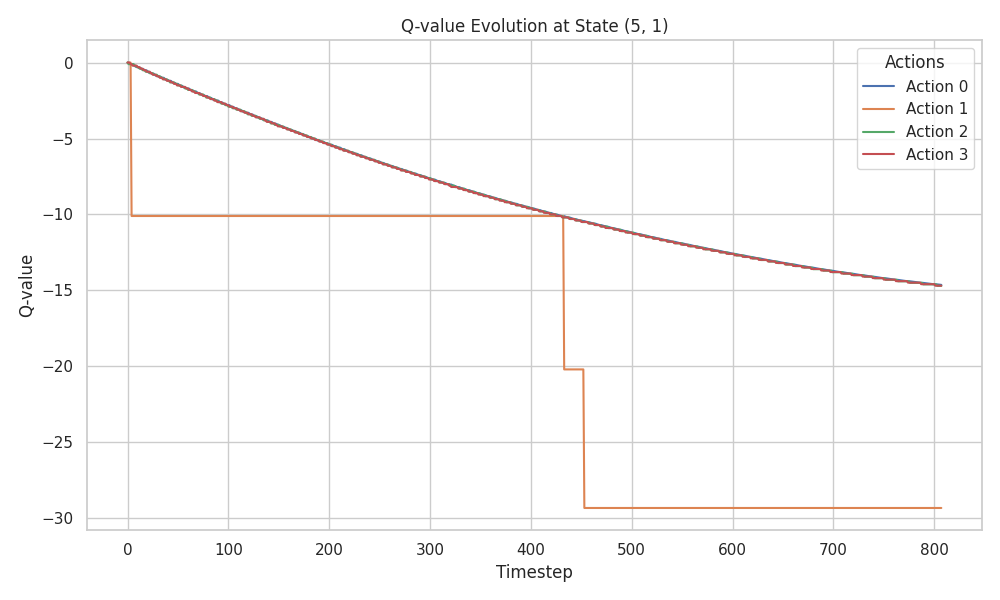 Q-value Evolution at State (5, 1)
Actions
Action 0
Action 1
Action 2
Action 3
Q-value
0
−5
−10
−15
−20
−25
−30
0 100 200 300 400 500 600 700 800
Timestep